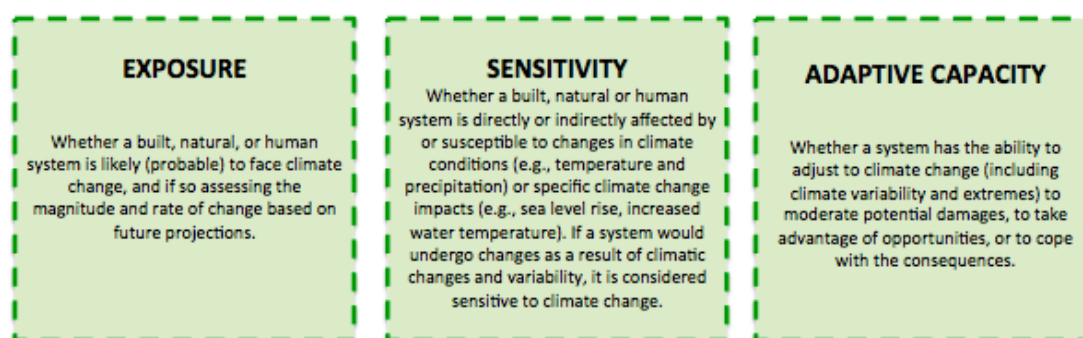 EXPOSURE
Whether a built, natural, or human
system is likely (probable) to face climate
change, and if so assessing the
magnitude and rate of change based on
future projections.
SENSITIVITY
Whether a built, natural or human
system is directly or indirectly affected by
or susceptible to changes in climate
conditions (e.g., temperature and
precipitation) or specific climate change
impacts (e.g., sea level rise, increased
water temperature). If a system would
undergo changes as a result of climatic
changes and variability, it is considered
sensitive to climate change.
ADAPTIVE CAPACITY
Whether a system has the ability to
adjust to climate change (including
climate variability and extremes) to
moderate potential damages, to take
advantage of opportunities, or to cope
with the consequences.